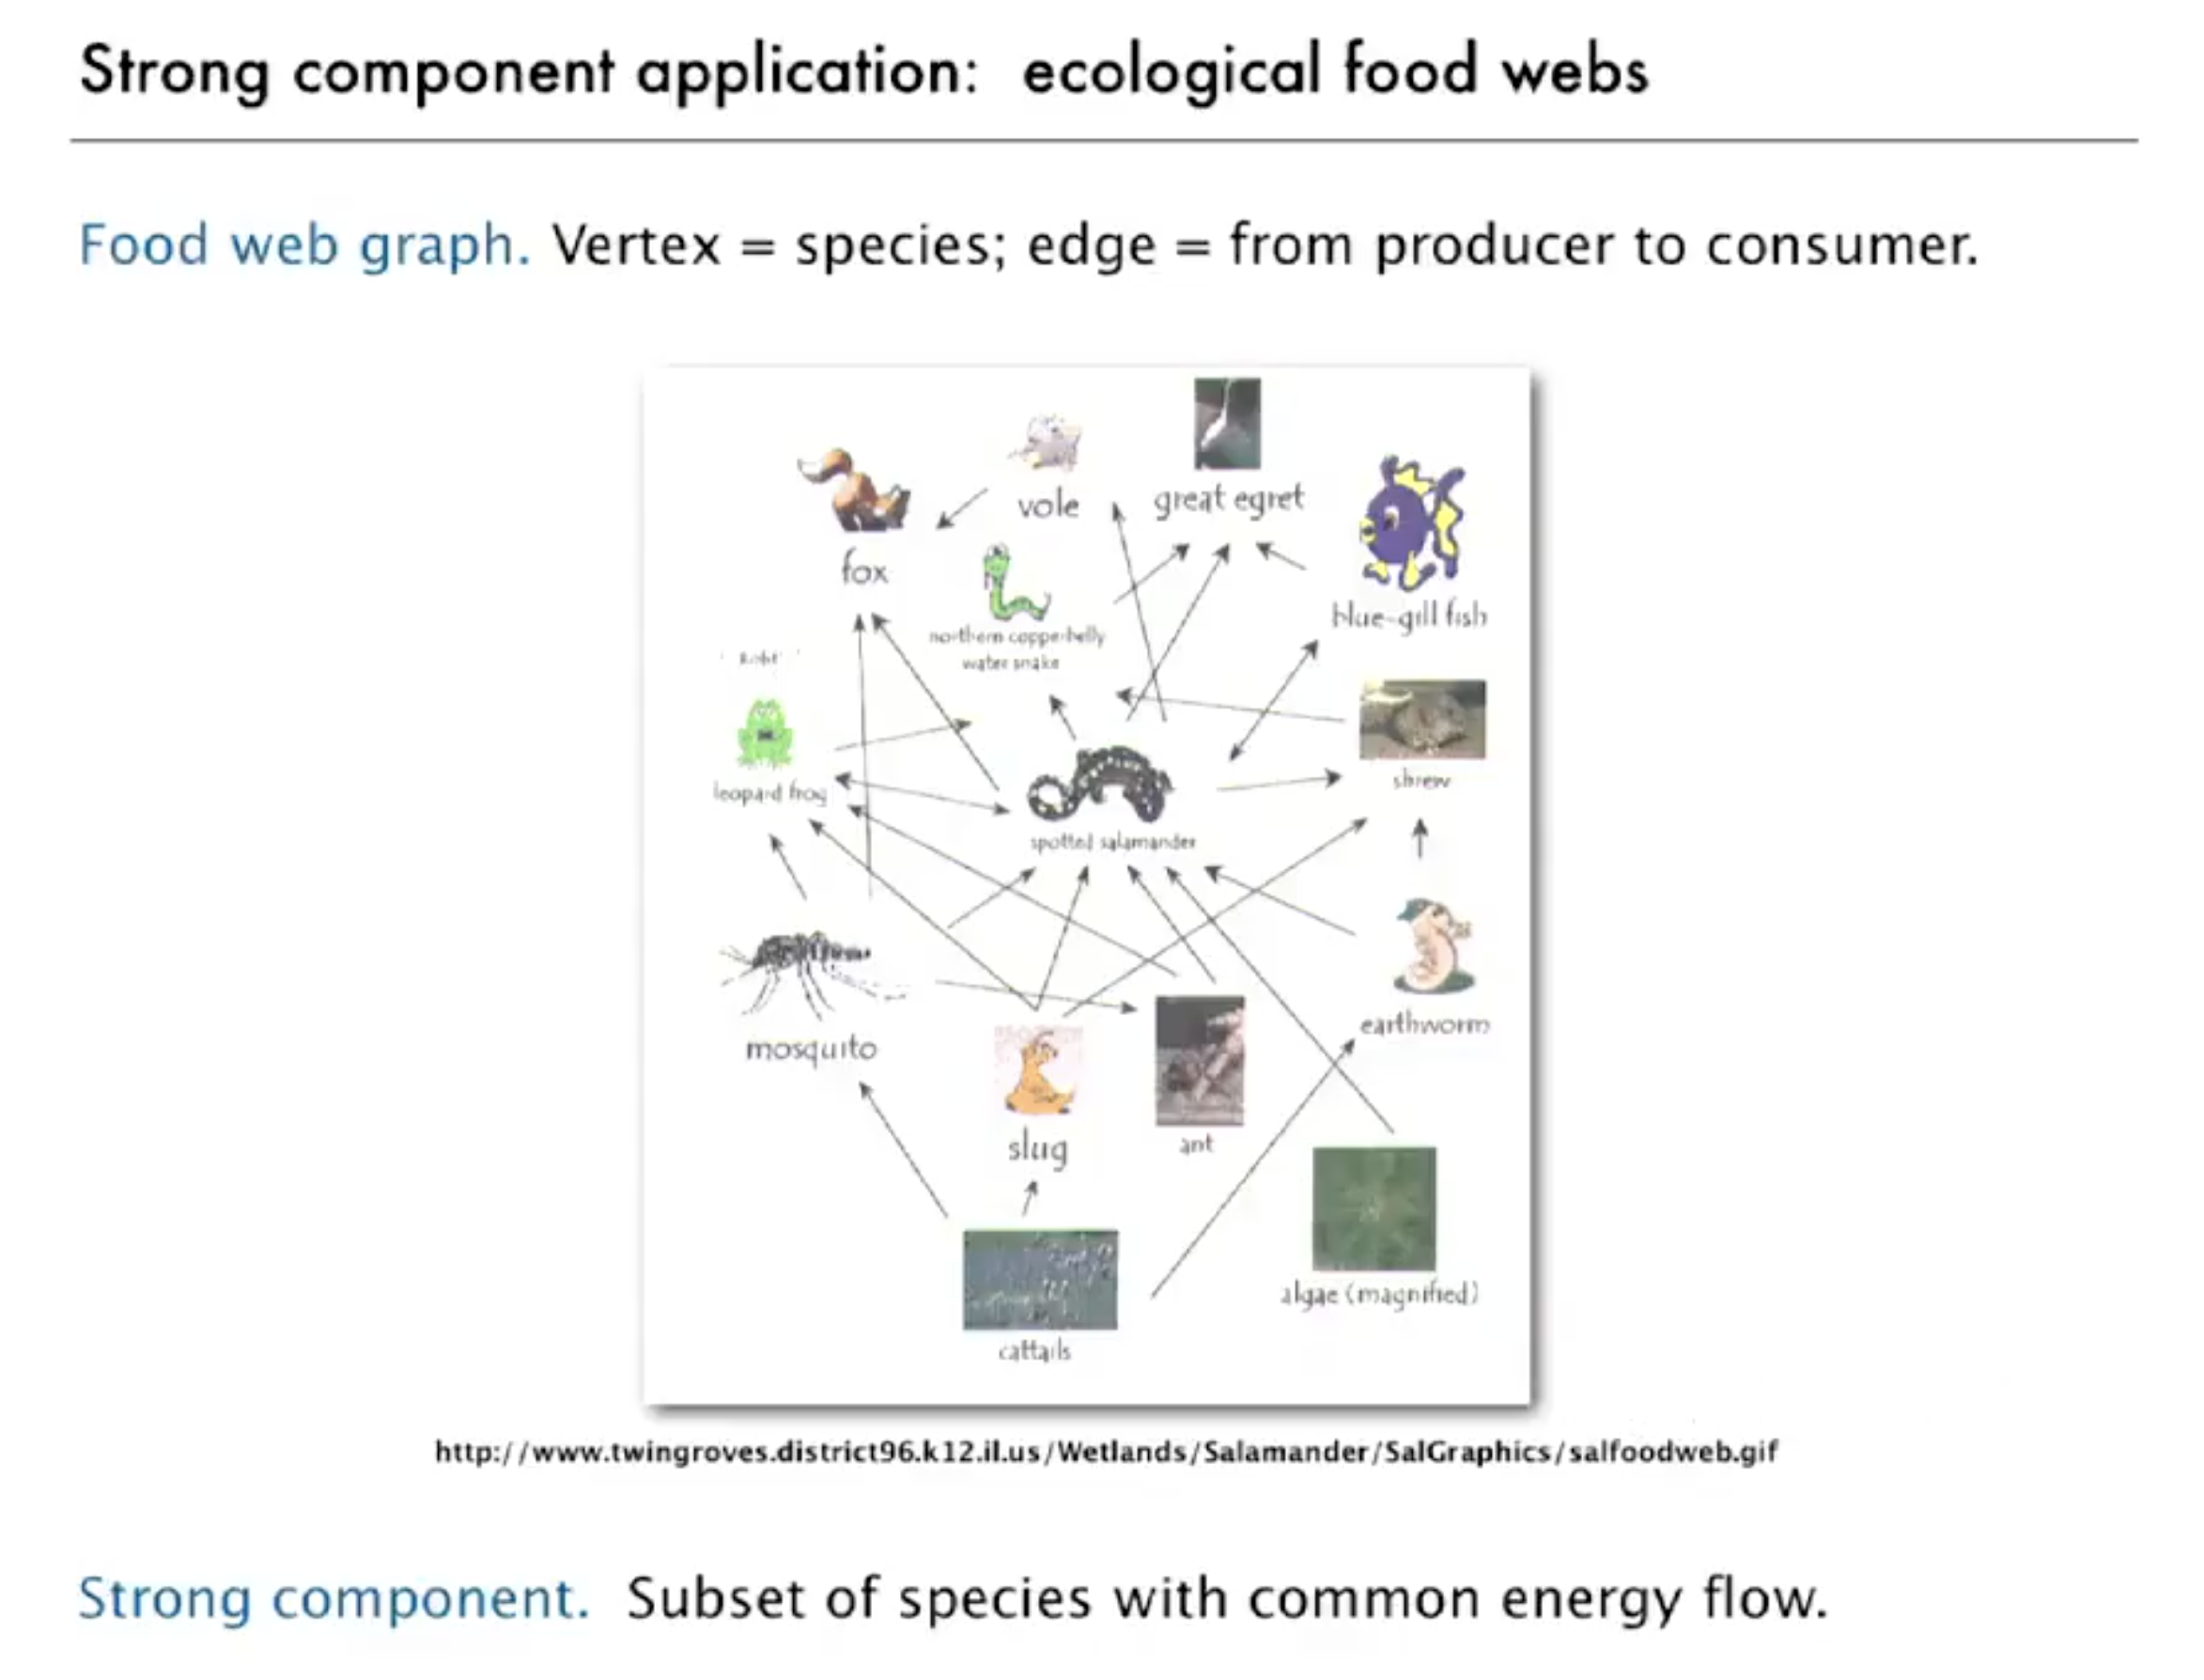 Strong component application: ecological food webs
Food web graph. Vertex = species; edge = from producer to consumer.
vole
great egret
fox
blue-gill fish
northern copperbelly
water snake
leopard frog
shrew
spotted salamander
earthworm
mosquito
slug
ant
algae (magnified)
cattails
http://www.twingroves.district96.k12.il.us/Wetlands/Salamander/SalGraphics/salfoodweb.gif
Strong component. Subset of species with common energy flow.